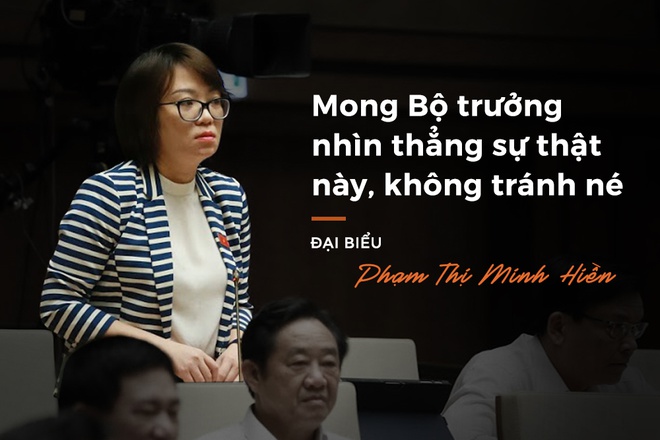 Mong Bộ trưởng
nhìn thẳng sự thật
này, không tránh né
ĐẠI BIỂU
Phạm Thị Minh Hiền